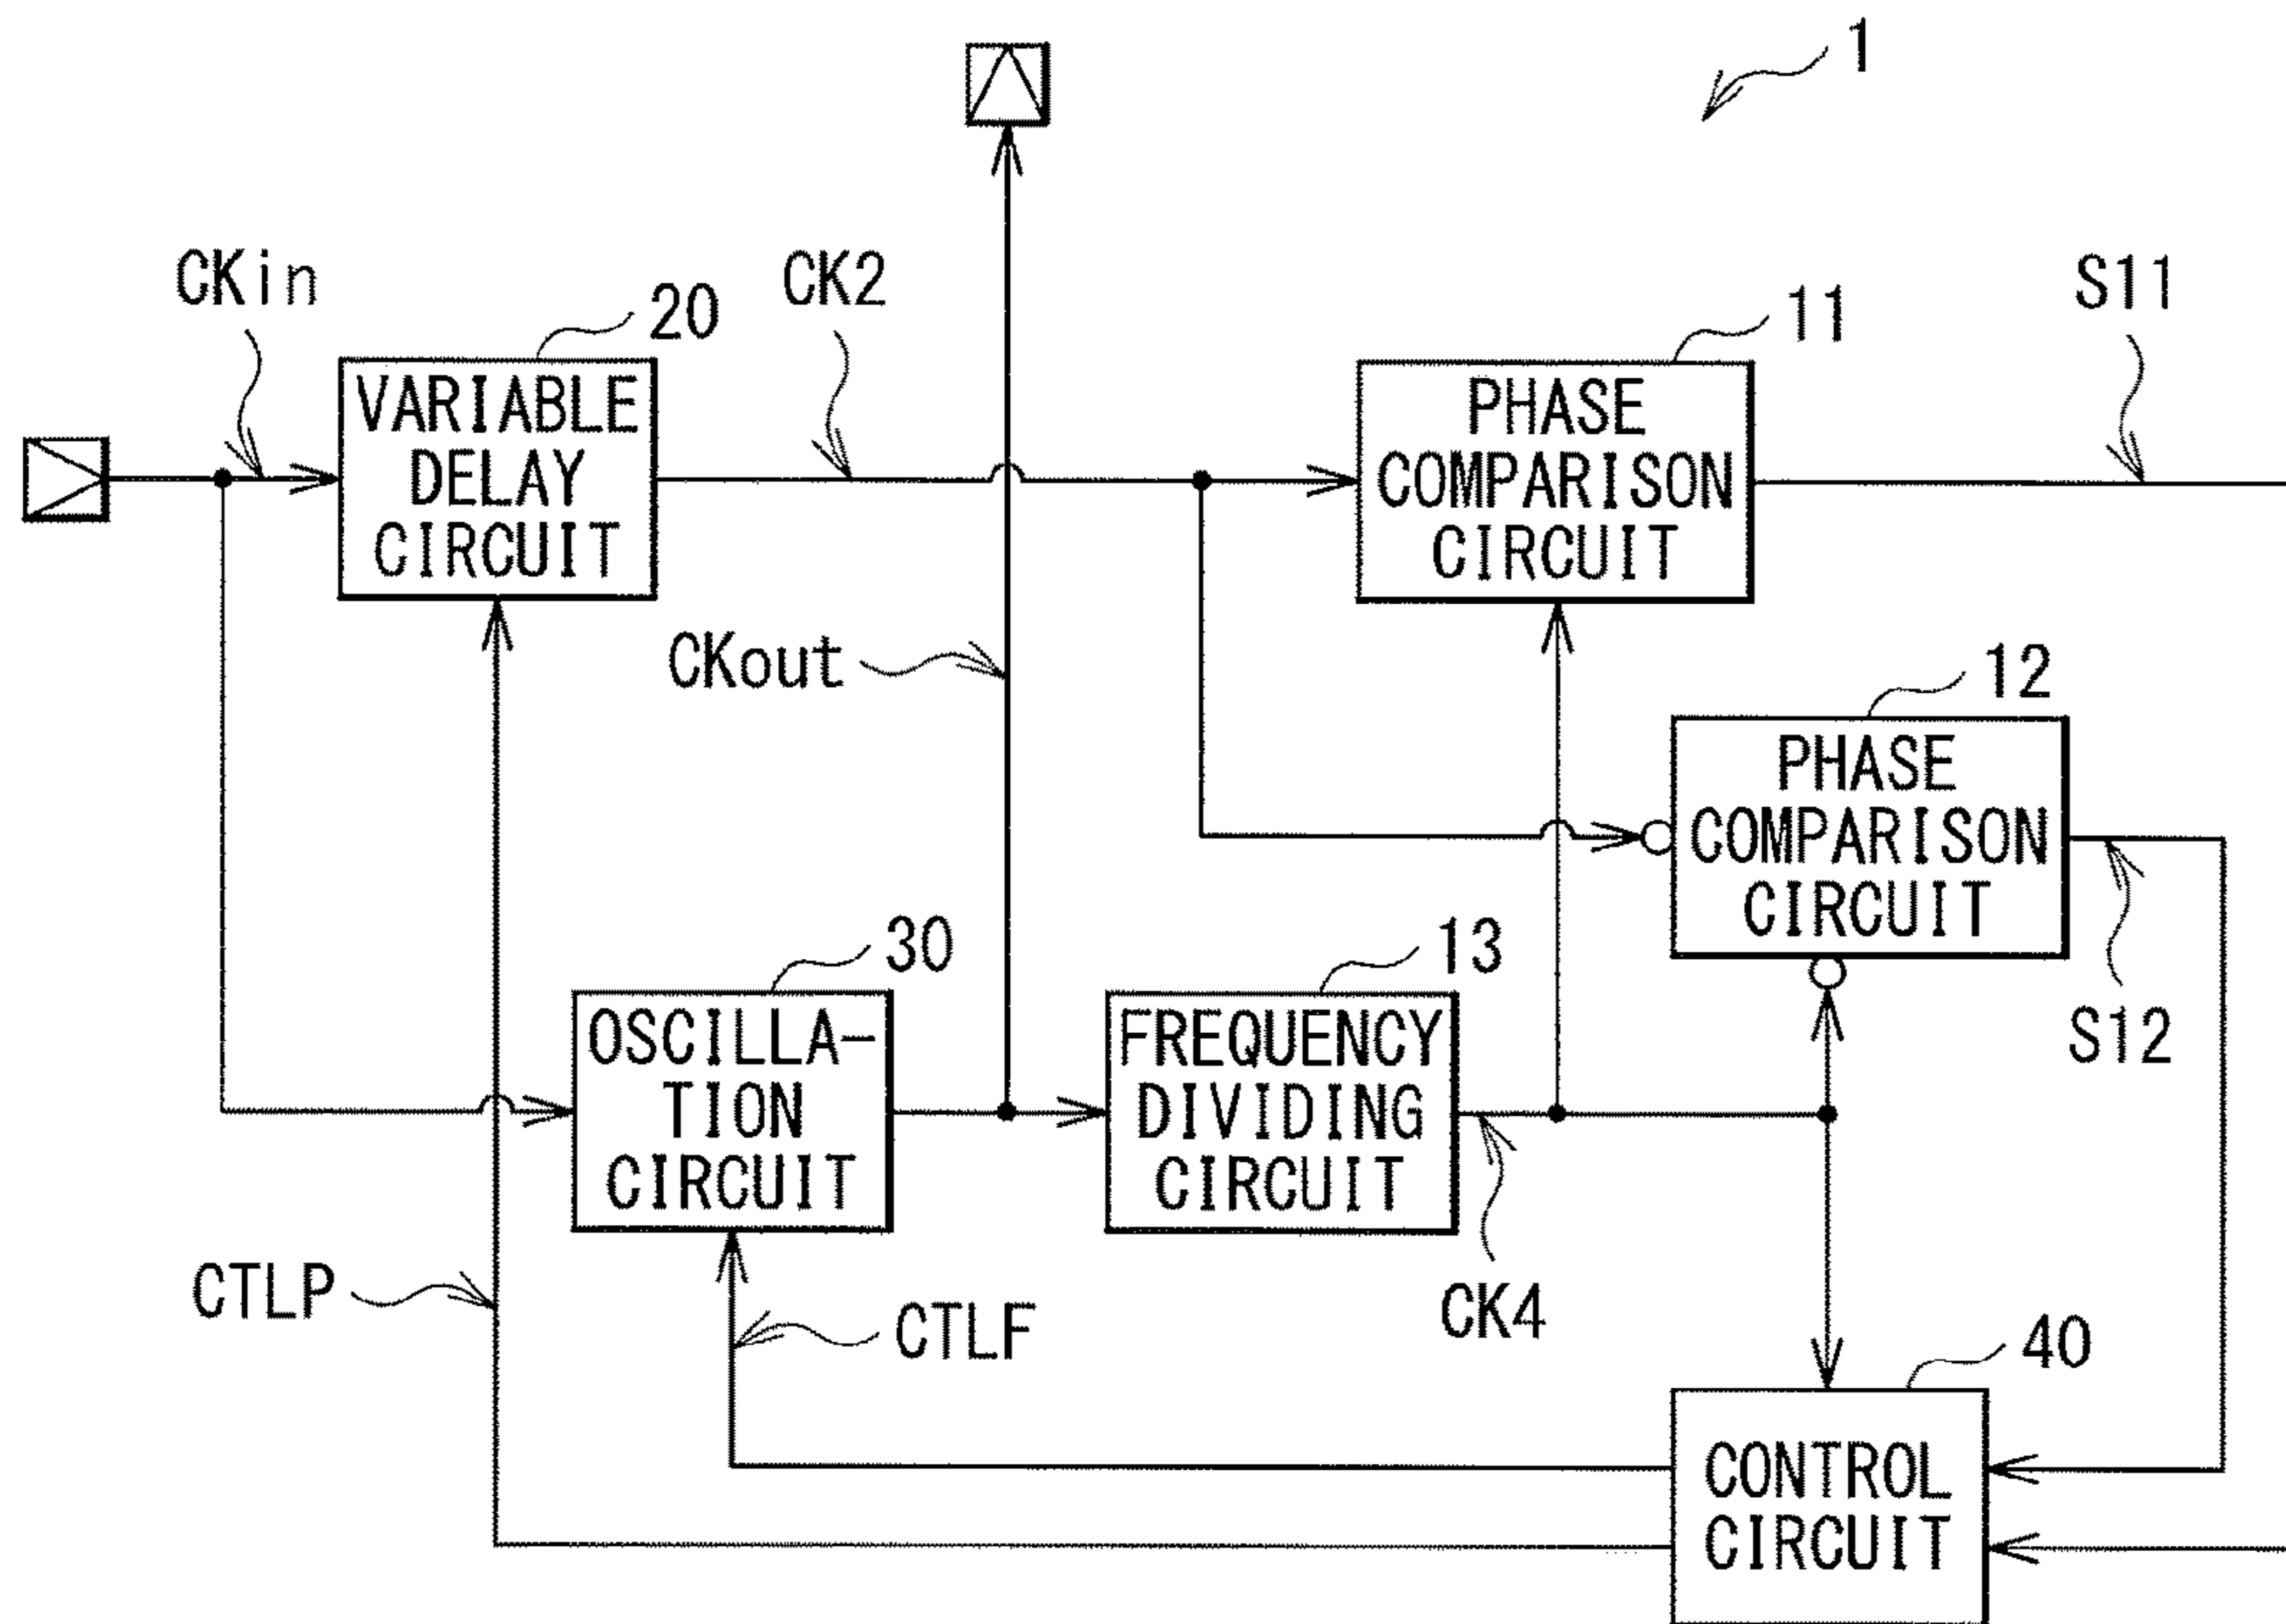 1
CKin
20
CK2
11
S11
VARIABLE
DELAY
CIRCUIT
PHASE
COMPARISON
CIRCUIT
CKout
12
PHASE
COMPARISON
CIRCUIT
S12
30
OSCILLA-
TION
CIRCUIT
13
FREQUENCY
DIVIDING
CIRCUIT
CTLP
CTLF
CK4
40
CONTROL
CIRCUIT